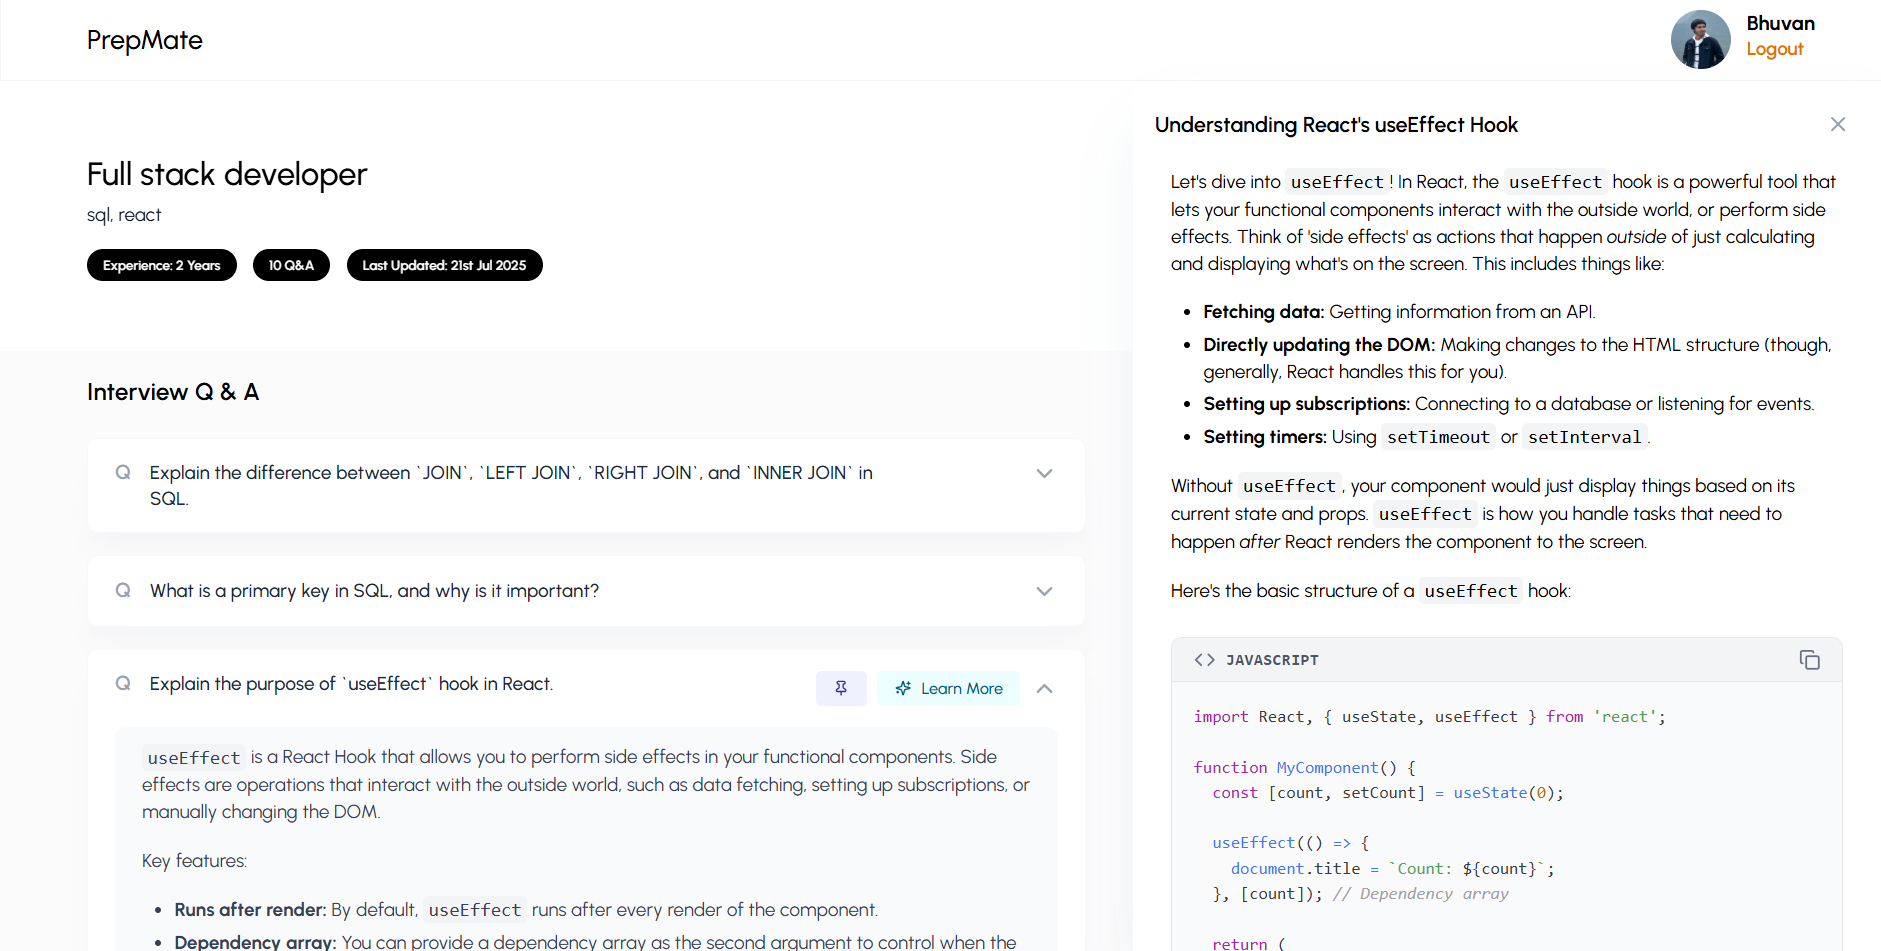 PrepMate
Bhuvan
Logout
Full stack developer
sql, react
Experience: 2 Years
10 Q&A
Last Updated: 21st Jul 2025
Interview Q & A
Q Explain the difference between `JOIN`, `LEFT JOIN`, `RIGHT JOIN`, and `INNER JOIN` in
SQL.
Q What is a primary key in SQL, and why is it important?
Q Explain the purpose of `useEffect` hook in React.
Learn More
useEffect is a React Hook that allows you to perform side effects in your functional components. Side
effects are operations that interact with the outside world, such as data fetching, setting up subscriptions, or
manually changing the DOM.
Key features:
• Runs after render: By default, useEffect runs after every render of the component.
• Dependency array: You can provide a dependency array as the second argument to control when the
Understanding React's useEffect Hook
Let's dive into useEffect! In React, the useEffect hook is a powerful tool that
lets your functional components interact with the outside world, or perform side
effects. Think of 'side effects' as actions that happen outside of just calculating
and displaying what's on the screen. This includes things like:
• Fetching data: Getting information from an API.
• Directly updating the DOM: Making changes to the HTML structure (though,
generally, React handles this for you).
• Setting up subscriptions: Connecting to a database or listening for events.
• Setting timers: Using setTimeout or setInterval.
Without useEffect, your component would just display things based on its
current state and props. useEffect is how you handle tasks that need to
happen after React renders the component to the screen.
Here's the basic structure of a useEffect hook:
<> JAVASCRIPT
import React, { useState, useEffect } from 'react';
function MyComponent() {
const [count, setCount] = useState(0);
useEffect(() => {
document.title = `Count: ${count}`;
}, [count]); // Dependency array
return (